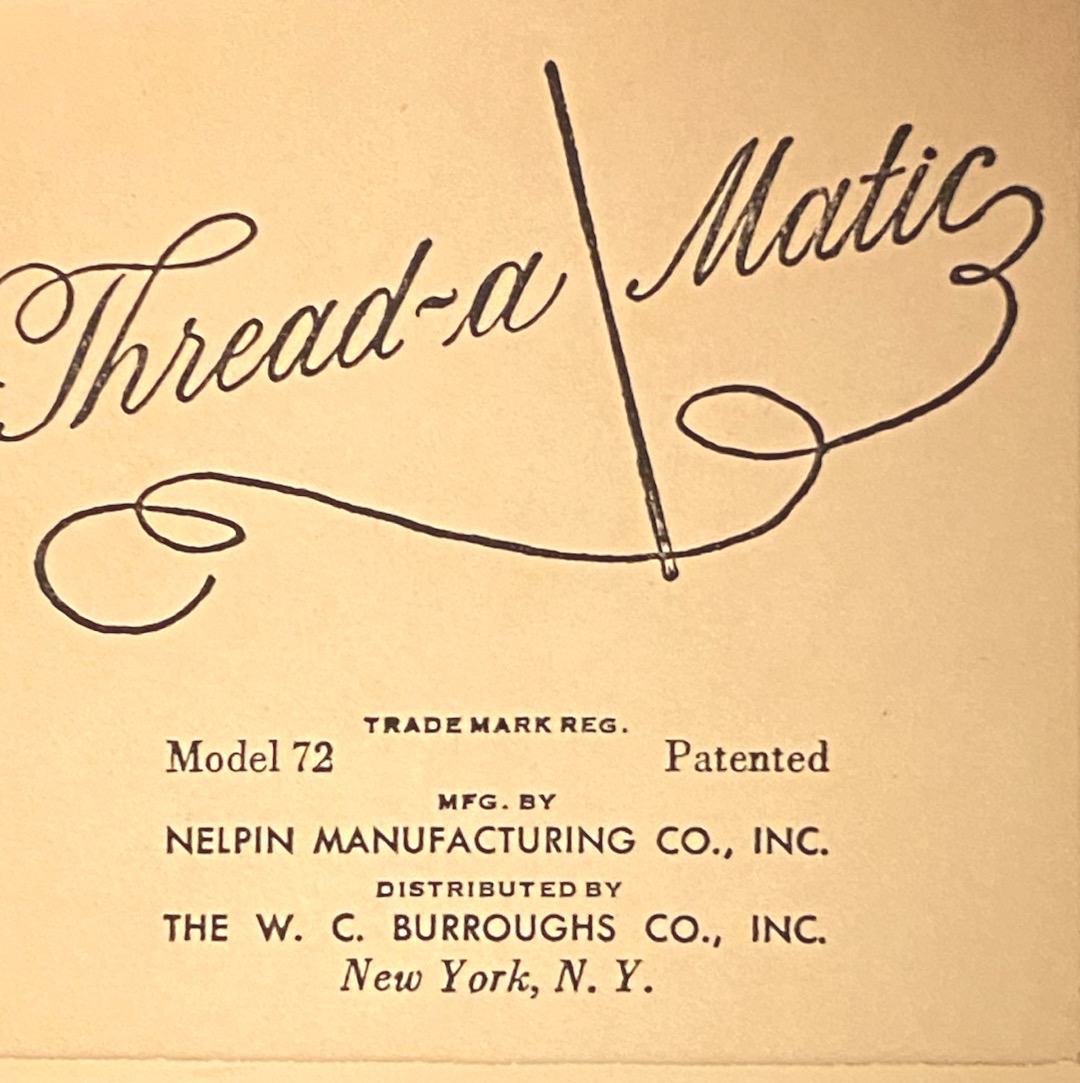 Thread-a Matic
TRADE MARK REG.
Model 72 Patented
MFG. BY
NELPIN MANUFACTURING CO., INC.
DISTRIBUTED BY
THE W. C. BURROUGHS CO., INC.
New York, N. Y.